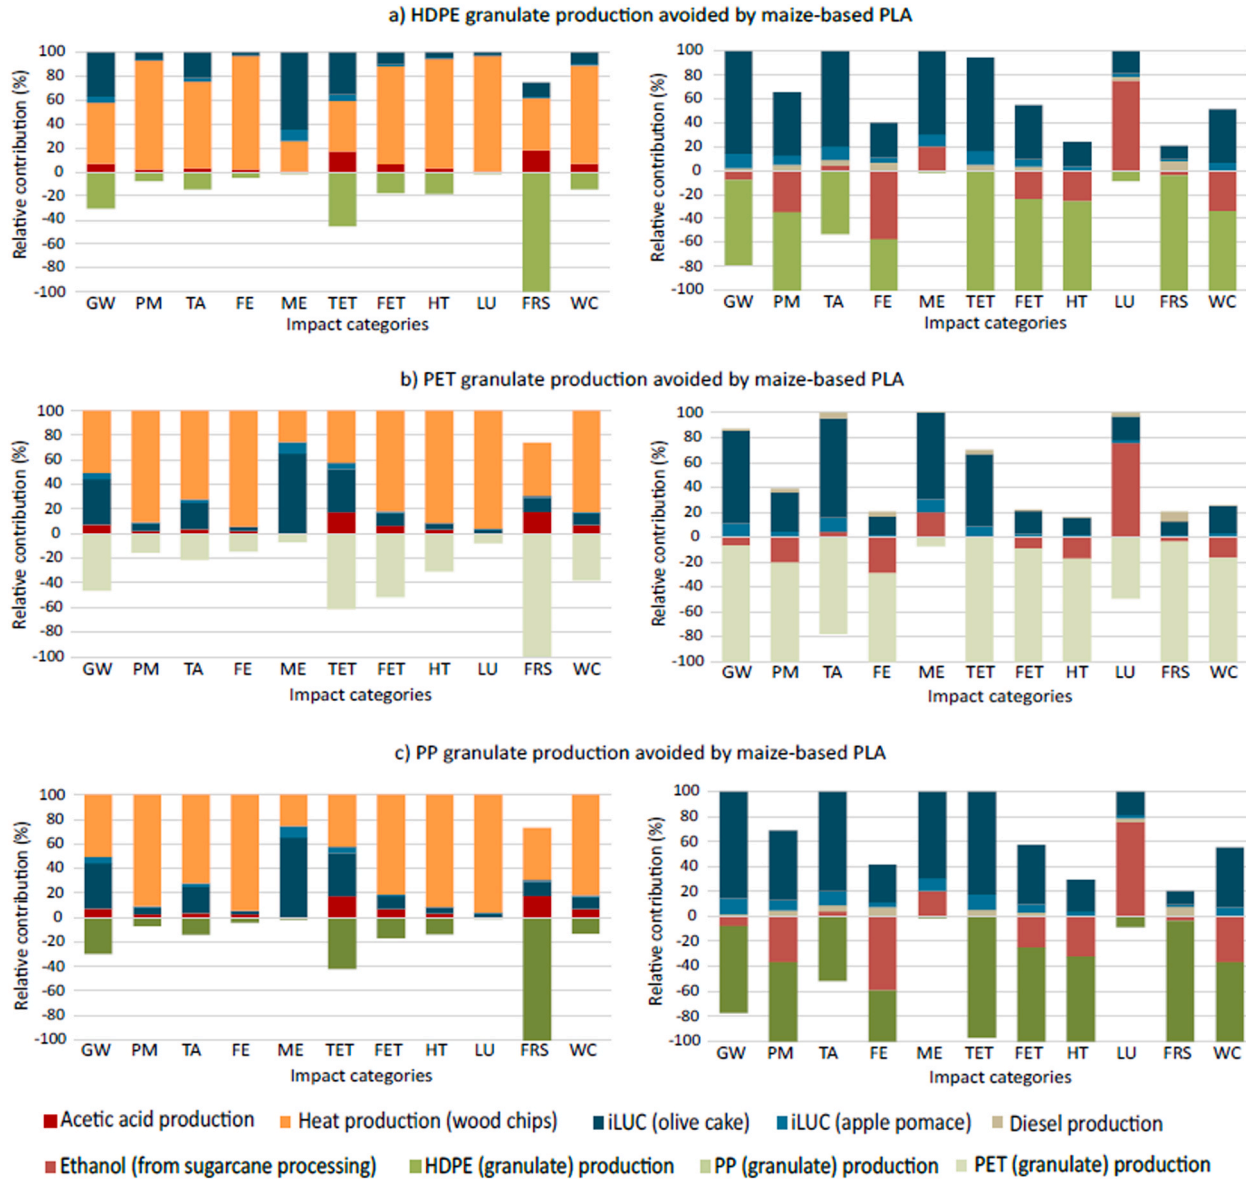 a) HDPE granulate production avoided by maize-based PLA
Relative contribution (%)
100
80
60
40
20
0
-20
-40
-60
-80
-100
GW PM TA FE ME TET FET HT LU FRS WC
Impact categories
Relative contribution (%)
100
80
60
40
20
0
-20
-40
-60
-80
-100
GW PM TA FE ME TET FET HT LU FRS WC
Impact categories
b) PET granulate production avoided by maize-based PLA
Relative contribution (%)
100
80
60
40
20
0
-20
-40
-60
-80
-100
GW PM TA FE ME TET FET HT LU FRS WC
Impact categories
Relative contribution (%)
100
80
60
40
20
0
-20
-40
-60
-80
-100
GW PM TA FE ME TET FET HT LU FRS WC
Impact categories
c) PP granulate production avoided by maize-based PLA
Relative contribution (%)
100
80
60
40
20
0
-20
-40
-60
-80
-100
GW PM TA FE ME TET FET HT LU FRS WC
Impact categories
Relative contribution (%)
100
80
60
40
20
0
-20
-40
-60
-80
-100
GW PM TA FE ME TET FET HT LU FRS WC
Impact categories
Acetic acid production Heat production (wood chips) iLUC (olive cake) iLUC (apple pomace) Diesel production
Ethanol (from sugarcane processing) HDPE (granulate) production PP (granulate) production PET (granulate) production